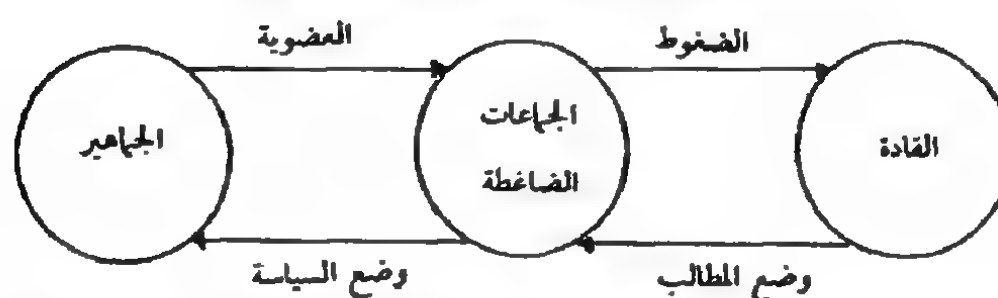 الضغوط
العضوية
القادة
الجماعات
الضاغطة
الجماهير
وضع المطالب
وضع السياسة